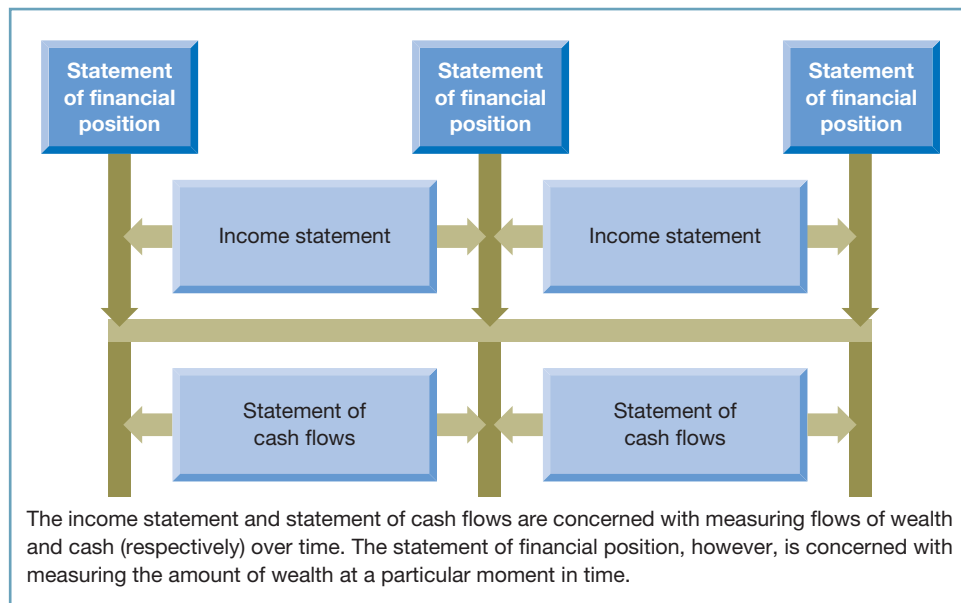 Statement
of financial
position
Statement
of financial
position
Statement
of financial
position
Income statement
Income statement
Statement of
cash flows
Statement of
cash flows
The income statement and statement of cash flows are concerned with measuring flows of wealth
and cash (respectively) over time. The statement of financial position, however, is concerned with
measuring the amount of wealth at a particular moment in time.